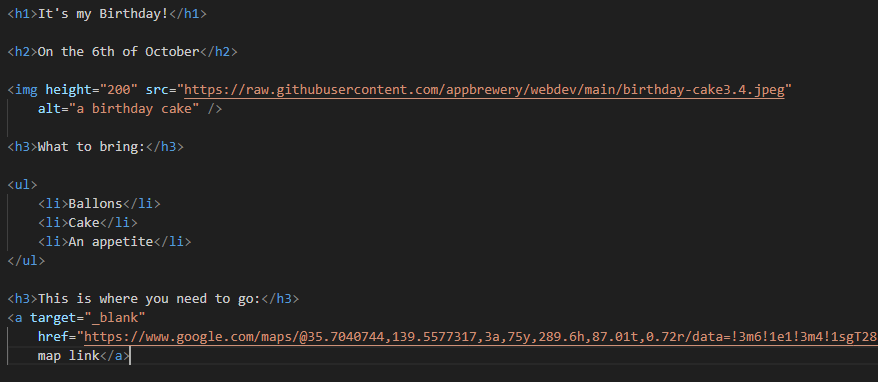 <h1>It's my Birthday!</h1>
<h2>On the 6th of October</h2>
<img height="200" src="https://raw.githubusercontent.com/appbrewery/webdev/main/birthday-cake3.4.jpeg"
alt="a birthday cake" />
<h3>What to bring:</h3>
<ul>
<li>Ballons</li>
<li>Cake</li>
<li>An appetite</li>
</ul>
<h3>This is where you need to go:</h3>
<a target="_blank"
href="https://www.google.com/maps/@35.7040744,139.5577317,3a,75y,289.6h,87.01t,0.72r/data=!3m6!1e1!3m4!1sgT28
map link</a>